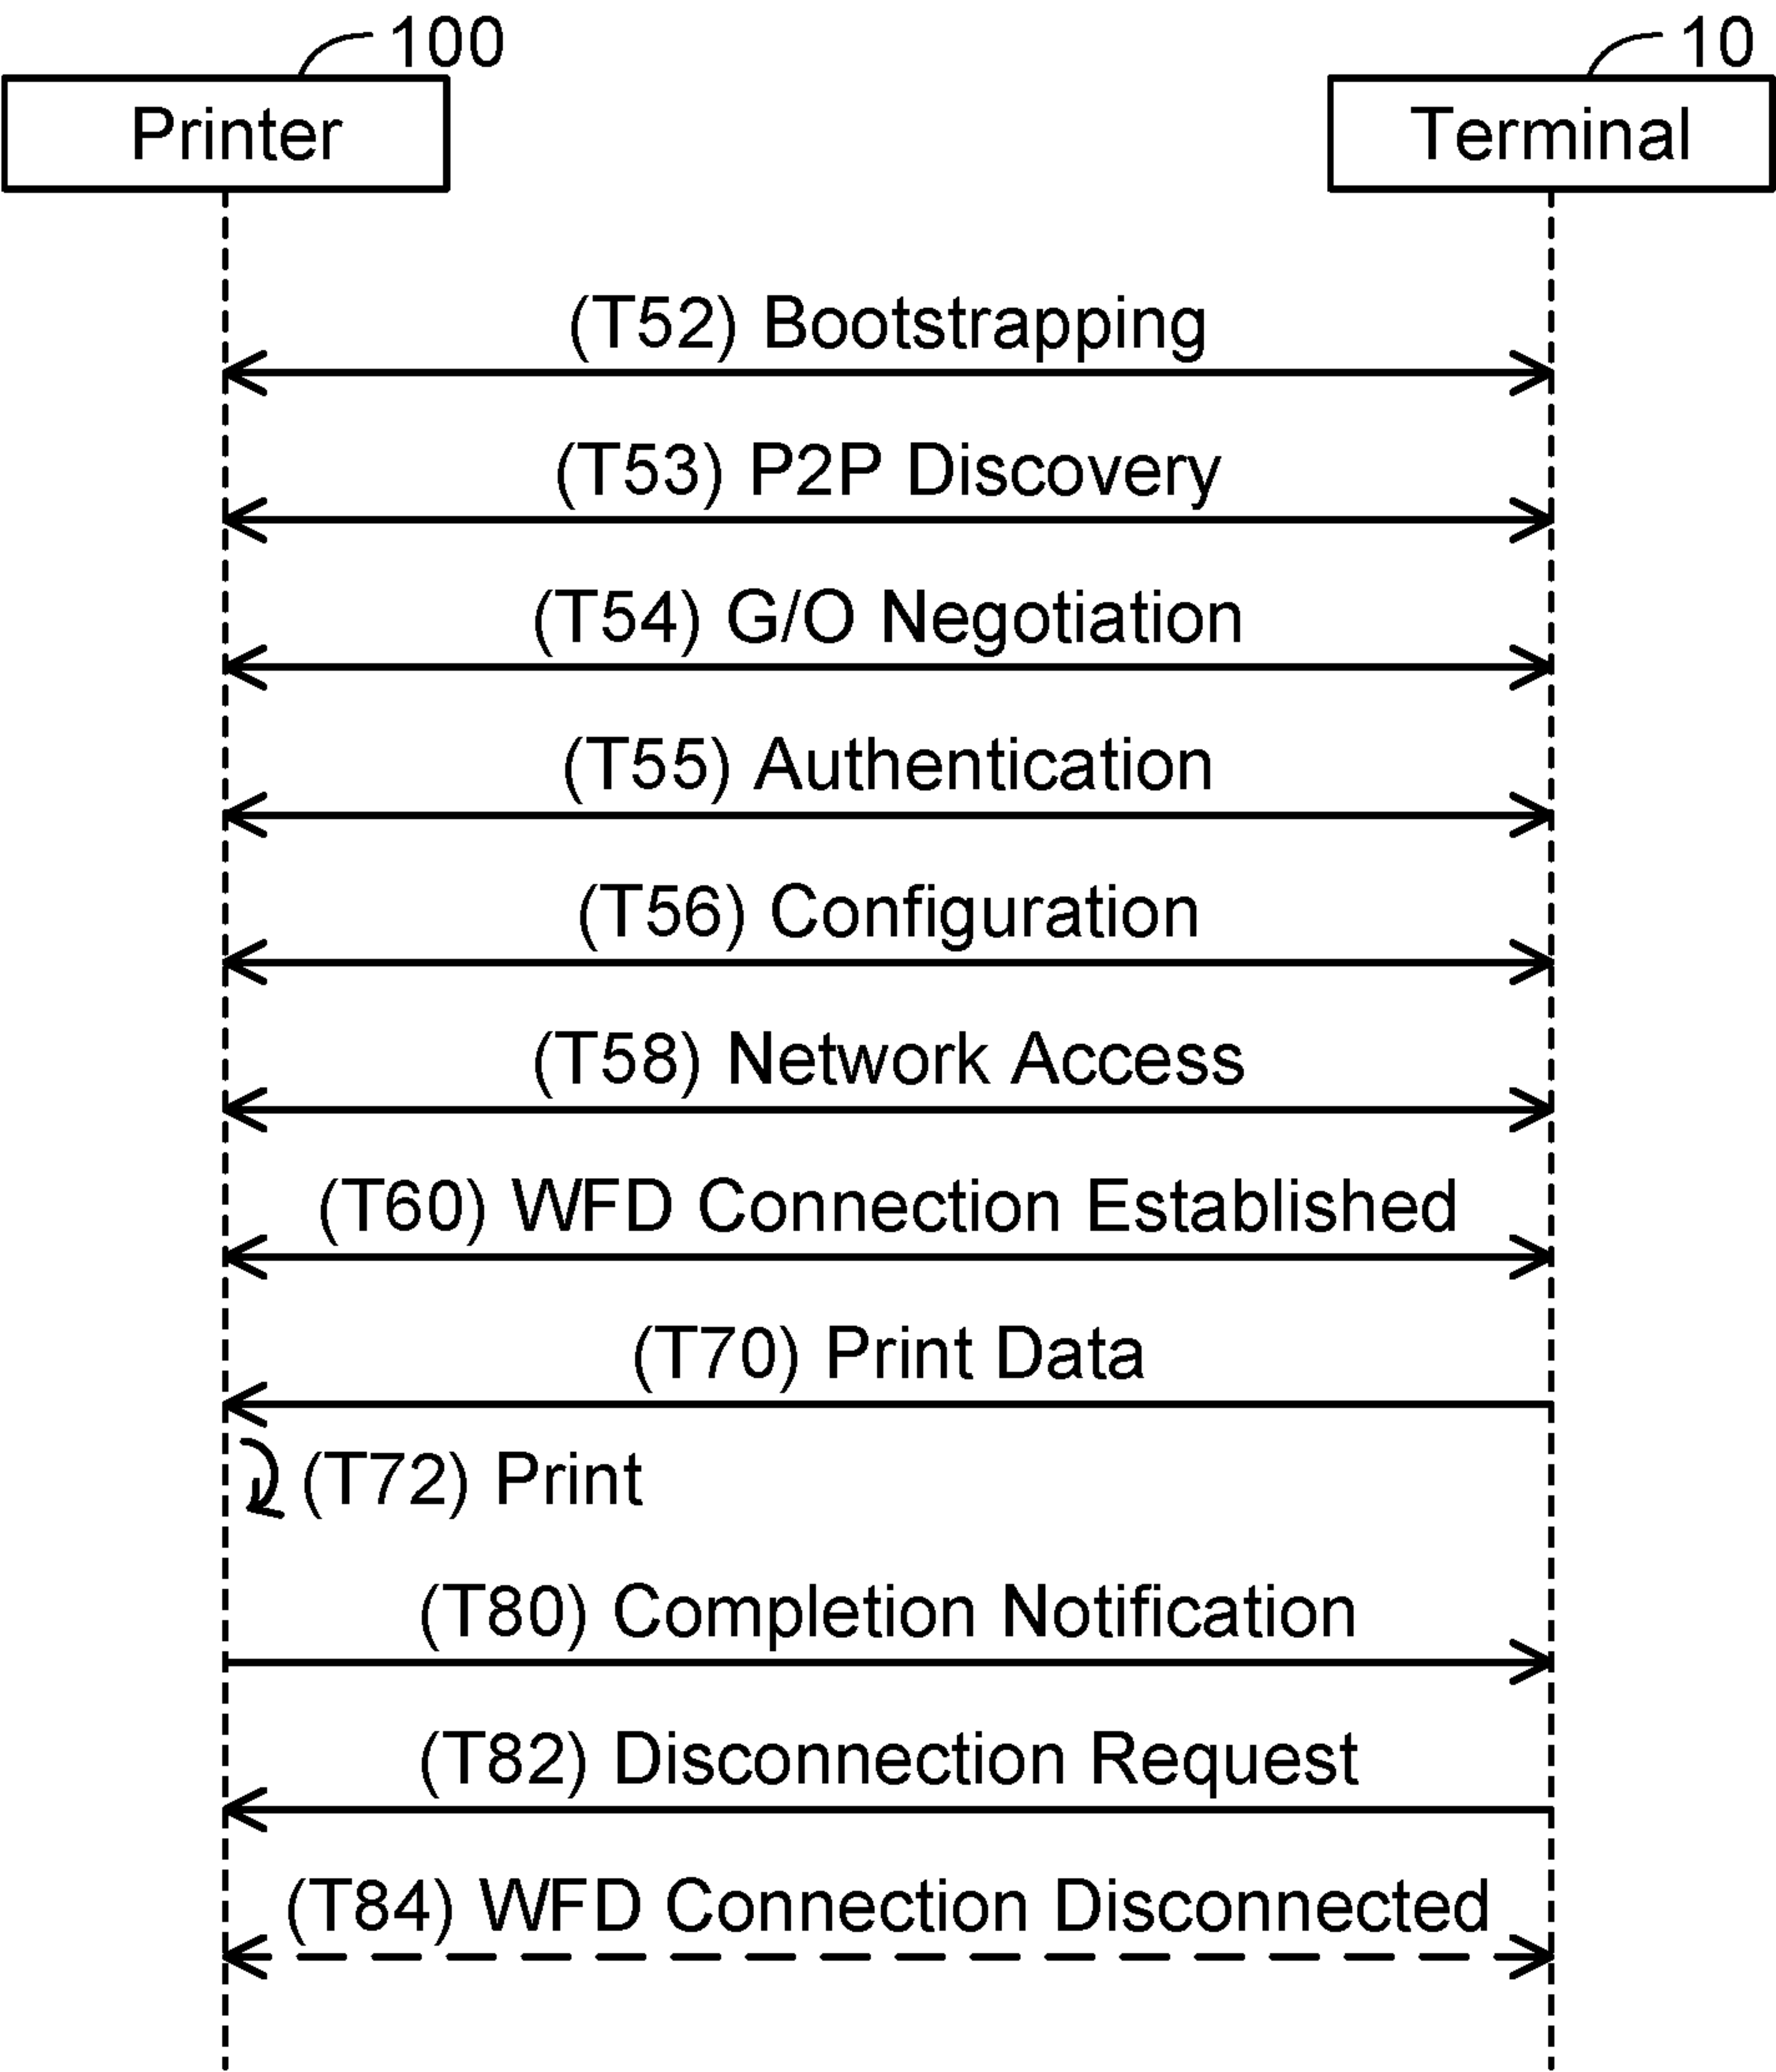 100
10
Printer
Terminal
(T52) Bootstrapping
(T53) P2P Discovery
(T54) G/O Negotiation
(T55) Authentication
(T56) Configuration
(T58) Network Access
(T60) WFD Connection Established
(T70) Print Data
(T72) Print
(T80) Completion Notification
(T82) Disconnection Request
(T84) WFD Connection Disconnected